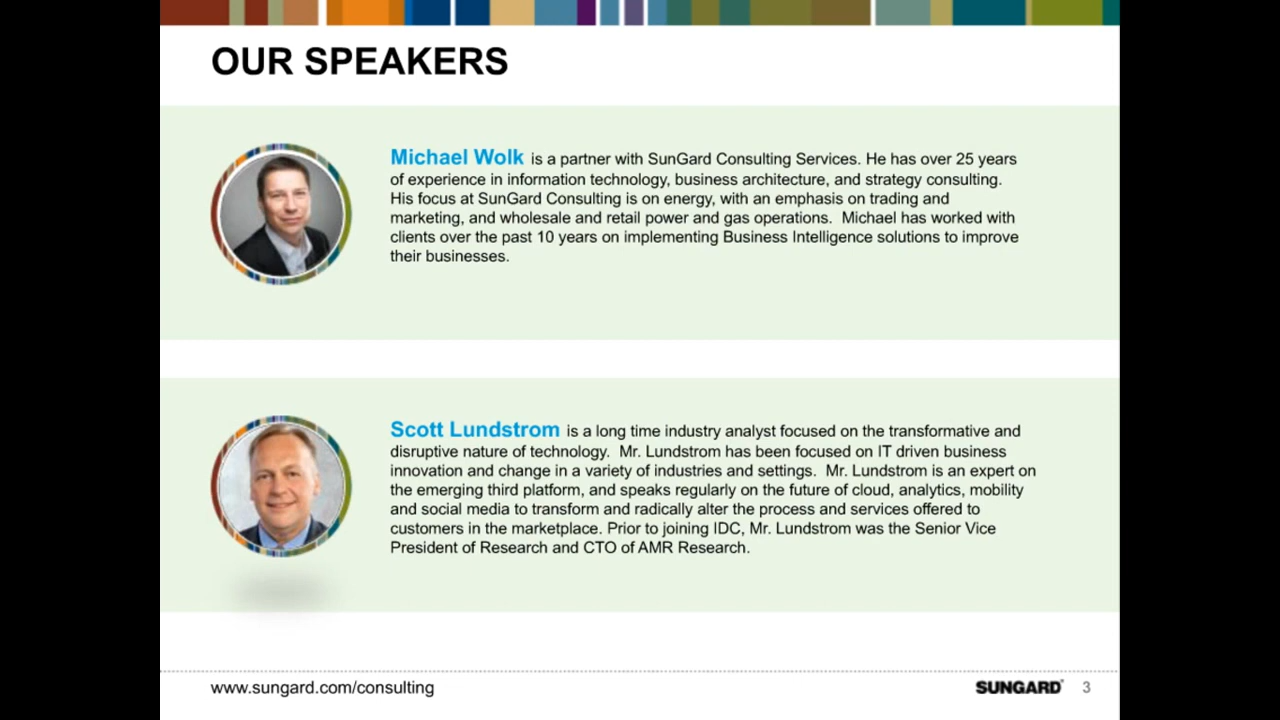 OUR SPEAKERS
Michael Wolk is a partner with SunGard Consulting Services. He has over 25 years
of experience in information technology, business architecture, and strategy consulting.
His focus at SunGard Consulting is on energy, with an emphasis on trading and
marketing, and wholesale and retail power and gas operations.  Michael has worked with
clients over the past 10 years on implementing Business Intelligence solutions to improve
their businesses.
Scott Lundstrom is a long time industry analyst focused on the transformative and
disruptive nature of technology.  Mr. Lundstrom has been focused on IT driven business
innovation and change in a variety of industries and settings.  Mr. Lundstrom is an expert on
the emerging third platform, and speaks regularly on the future of cloud, analytics, mobility
and social media to transform and radically alter the process and services offered to
customers in the marketplace. Prior to joining IDC, Mr. Lundstrom was the Senior Vice
President of Research and CTO of AMR Research.
www.sungard.com/consulting
SUNGARD 3